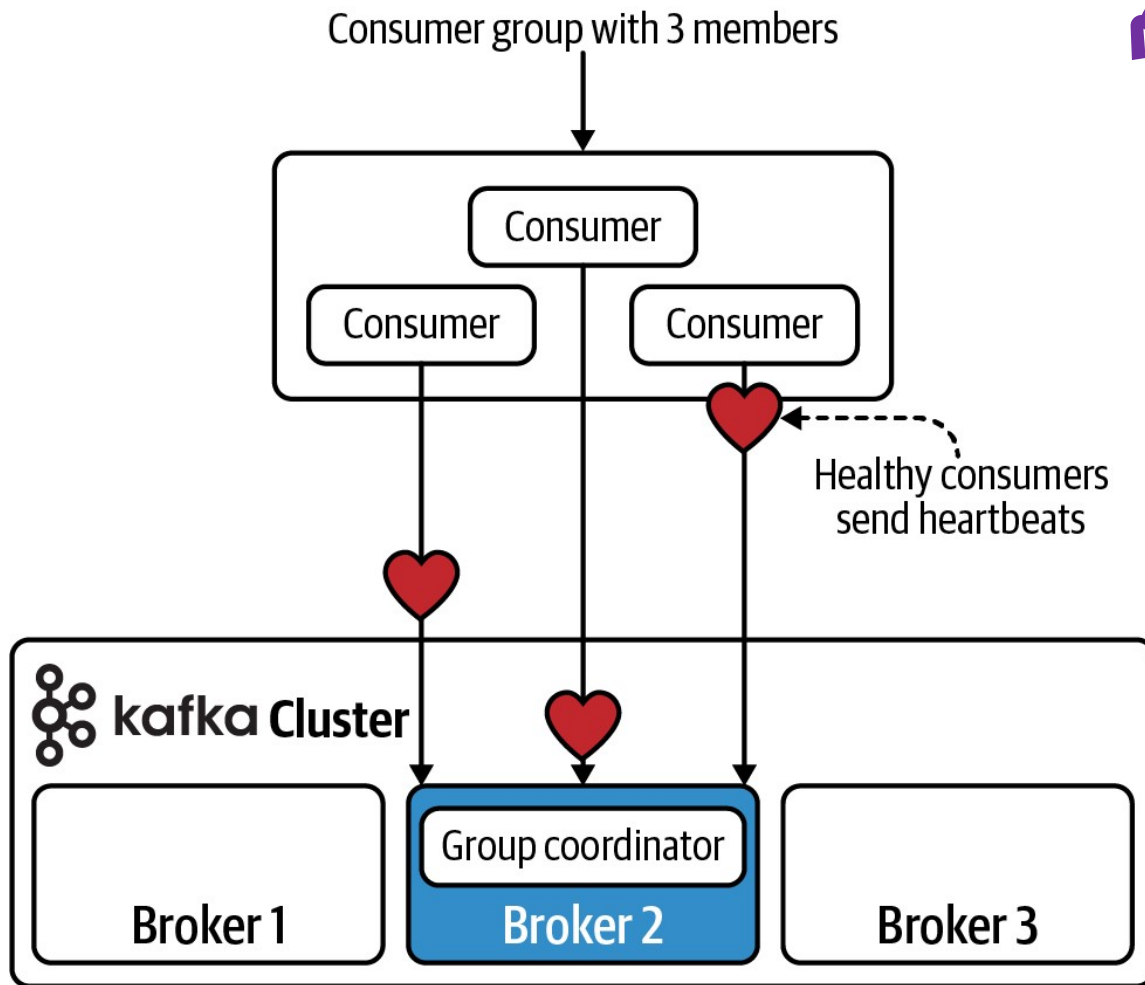 Consumer group with 3 members
Consumer
Consumer
Consumer
Healthy consumers
send heartbeats
kafka Cluster
Group coordinator
Broker 1
Broker 2
Broker 3